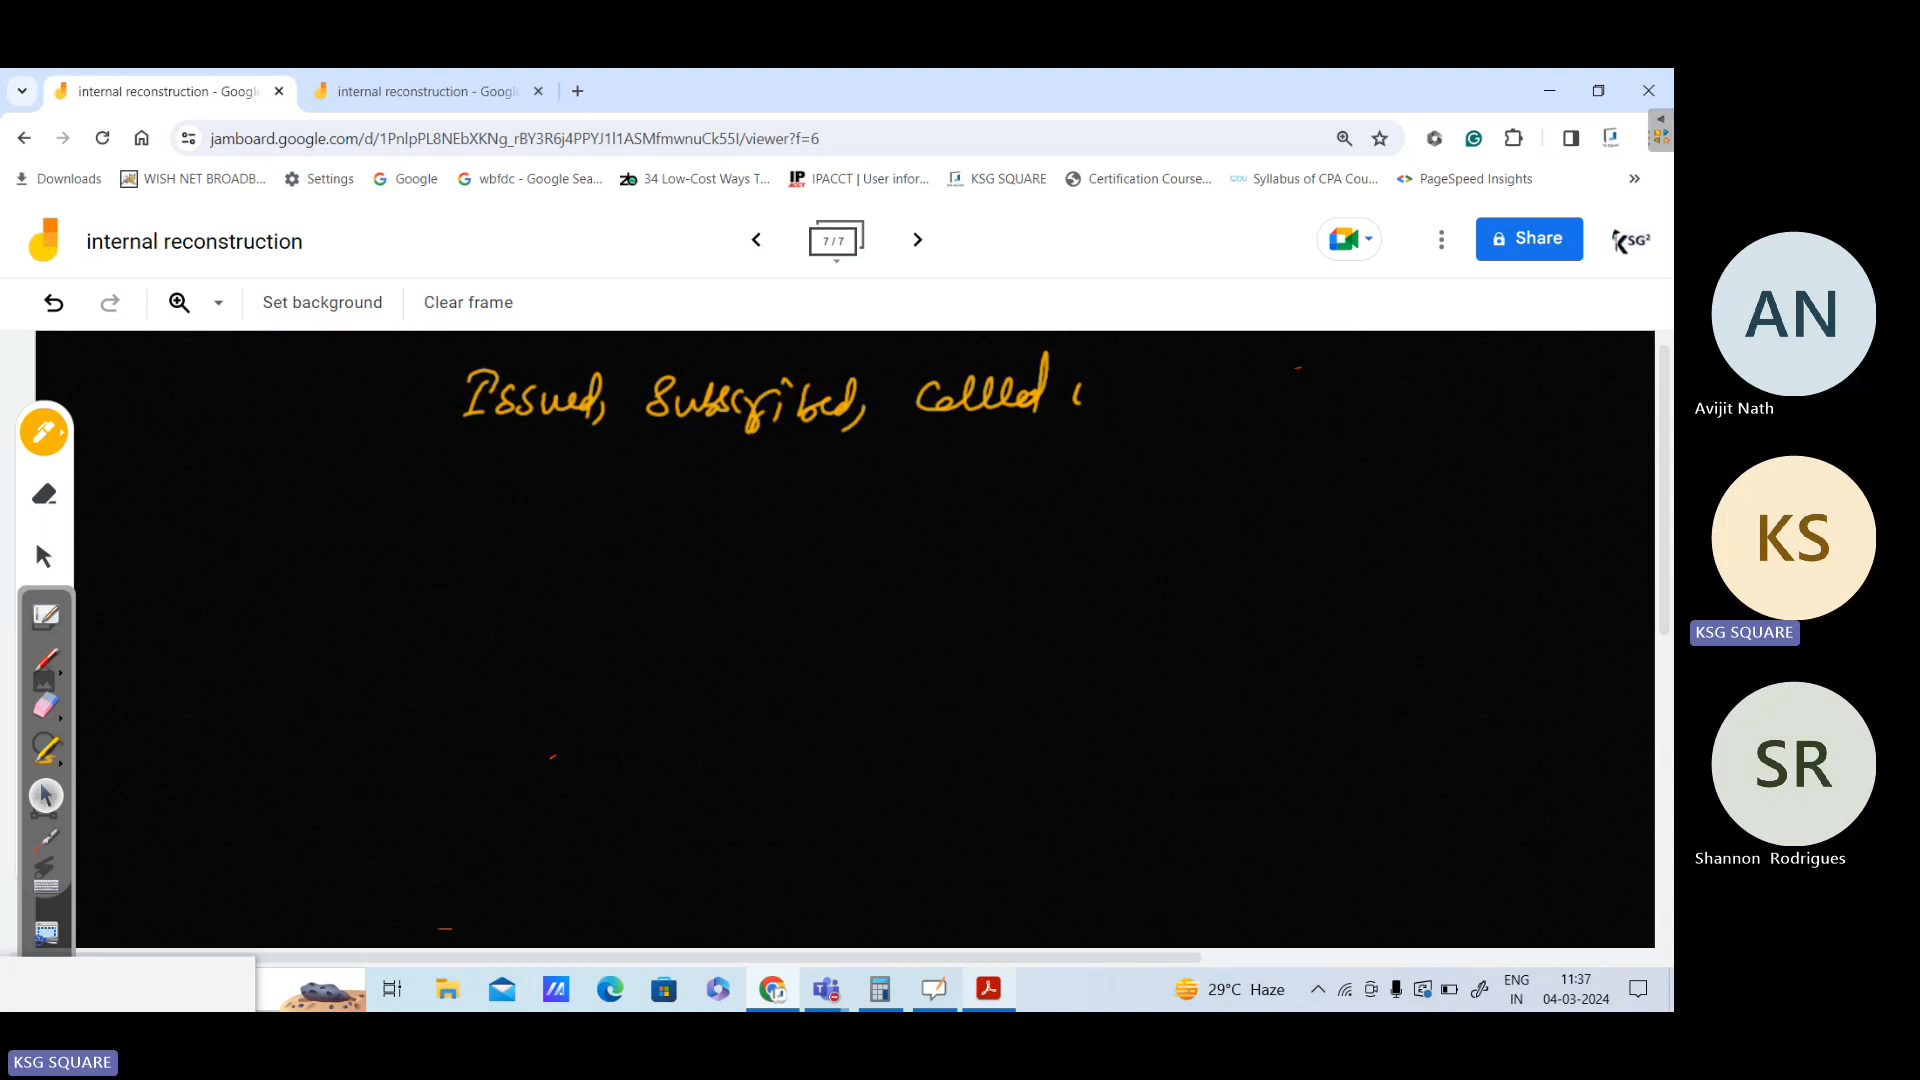 internal reconstruction - Google
internal reconstruction - Google
jamboard.google.com/d/1PnlpPL8NEbXKNg_rBY3R6j4PPYJ1l1ASMfmwnuCk55I/viewer?f=6
Downloads WISH NET BROADB... Settings Google wbfdc - Google Sea... 34 Low-Cost Ways T... IPACCT | User infor... KSG SQUARE Certification Course... Syllabus of CPA Cou... PageSpeed Insights
internal reconstruction
7 / 7
Share
KSG²
Set background Clear frame
Issued, Subscribed, Called
AN
Avijit Nath
KS
KSG SQUARE
SR
Shannon Rodrigues
29°C Haze
ENG
IN
11:37
04-03-2024
KSG SQUARE